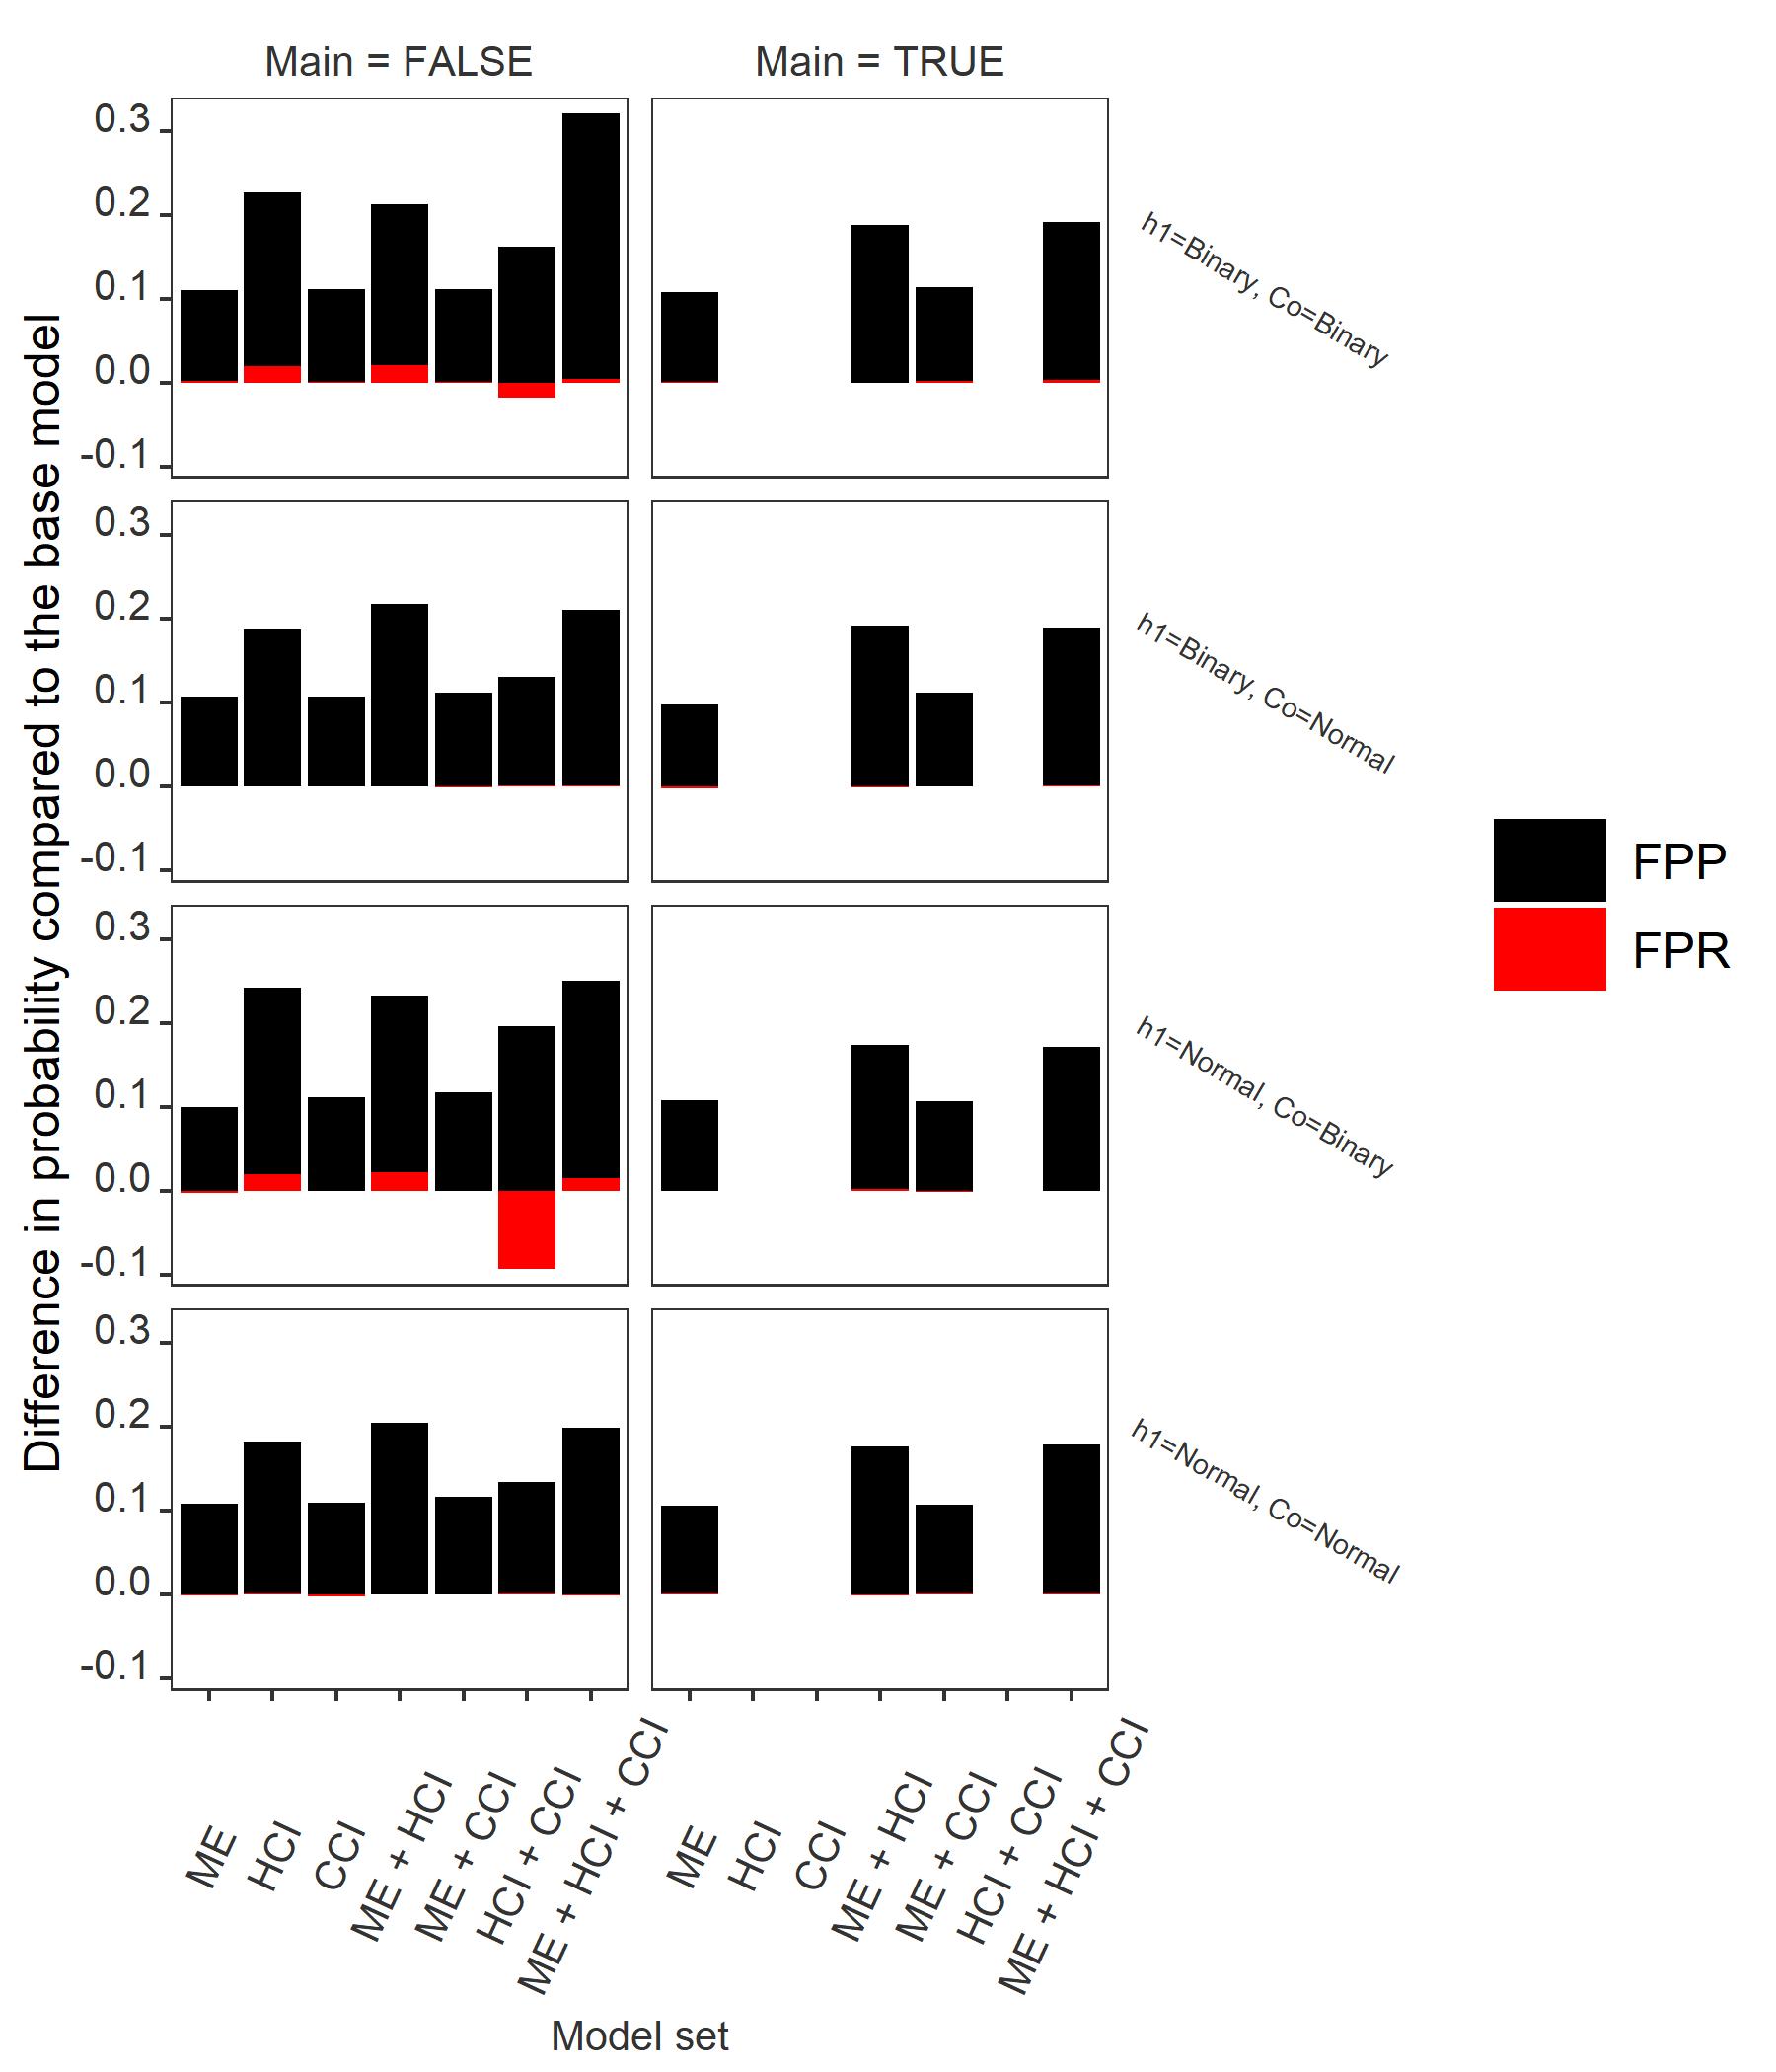 Main = FALSE
Main = TRUE
Difference in probability compared to the base model
0.3
0.2
0.1
0.0
-0.1
h1=Binary, Co=Binary
0.3
0.2
0.1
0.0
-0.1
h1=Binary, Co=Normal
0.3
0.2
0.1
0.0
-0.1
h1=Normal, Co=Binary
0.3
0.2
0.1
0.0
-0.1
h1=Normal, Co=Normal
FPP
FPR
ME
HCI
CCI
ME + HCI
ME + CCI
HCI + CCI
ME + HCI + CCI
ME
HCI
CCI
ME + HCI
ME + CCI
HCI + CCI
ME + HCI + CCI
Model set